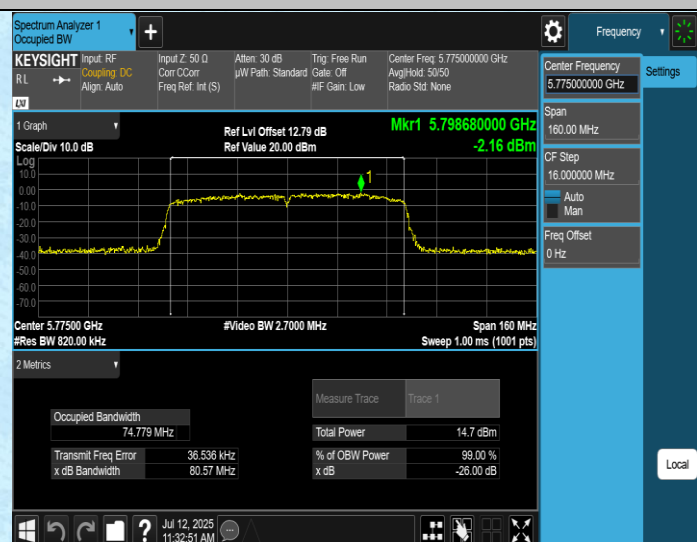 Spectrum Analyzer 1
Occupied BW
+
Frequency
KEYSIGHT
RL
LXI
Input: RF
Coupling: DC
Align: Auto
Input Z: 50 Ω
Corr CCorr
Freq Ref: Int (S)
Atten: 30 dB
µW Path: Standard
Trig: Free Run
Gate: Off
#IF Gain: Low
Center Freq: 5.775000000 GHz
Avg|Hold: 50/50
Radio Std: None
Center Frequency
5.775000000 GHz
Settings
Span
160.00 MHz
CF Step
16.000000 MHz
Auto
Man
Freq Offset
0 Hz
1 Graph
Scale/Div 10.0 dB
Ref Lvl Offset 12.79 dB
Ref Value 20.00 dBm
Mkr1 5.798680000 GHz
-2.16 dBm
Log
10.0
0.00
-10.0
-20.0
-30.0
-40.0
-50.0
-60.0
-70.0
1
Center 5.77500 GHz
#Video BW 2.7000 MHz
Span 160 MHz
#Res BW 820.00 kHz
Sweep 1.00 ms (1001 pts)
2 Metrics
Measure Trace Trace 1
Occupied Bandwidth
74.779 MHz
Total Power 14.7 dBm
Transmit Freq Error 36.536 kHz
% of OBW Power 99.00 %
x dB Bandwidth 80.57 MHz
x dB -26.00 dB
Local
?
Jul 12, 2025
11:32:51 AM